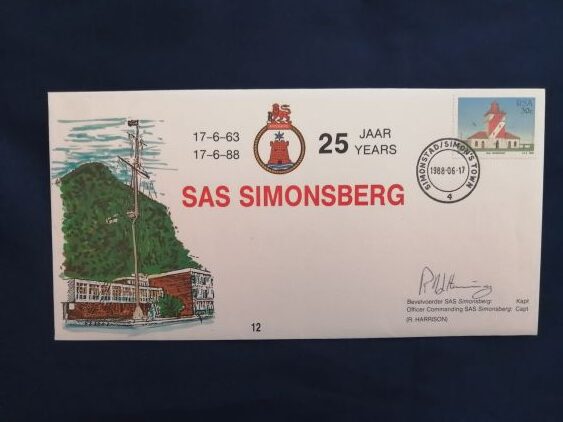 17-6-63
17-6-88
25 JAAR
YEARS
RSA
30c
SIMONSTAD/SIMON'S TOWN
1988-06-17
4
SAS SIMONSBERG
Bevelvoerder SAS Simonsberg: Kapt
Officer Commanding SAS Simonsberg: Capt
(R. HARRISON)
12